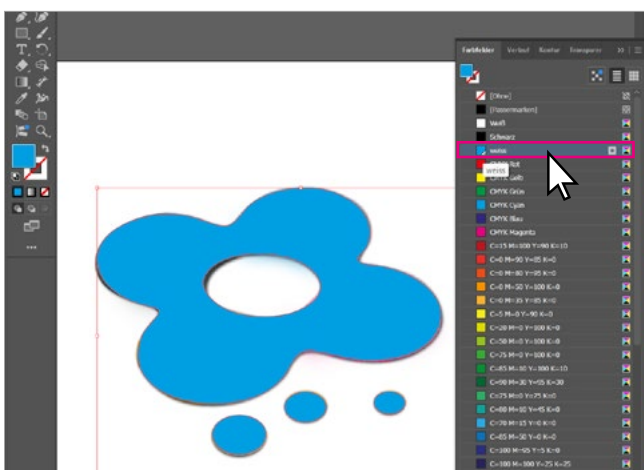 Farbfelder Verlauf Kontur Transparenz
[Ohne]
[Passermarken]
Weiß
Schwarz
weiss
CMYK Rot
weiss
CMYK Gelb
CMYK Grün
CMYK Cyan
CMYK Blau
CMYK Magenta
C=15 M=100 Y=90 K=10
C=0 M=90 Y=85 K=0
C=0 M=80 Y=95 K=0
C=0 M=50 Y=100 K=0
C=0 M=35 Y=85 K=0
C=5 M=0 Y=90 K=0
C=20 M=0 Y=100 K=0
C=50 M=0 Y=100 K=0
C=75 M=0 Y=100 K=0
C=85 M=10 Y=100 K=10
C=90 M=30 Y=95 K=30
C=75 M=0 Y=75 K=0
C=80 M=10 Y=45 K=0
C=70 M=15 Y=0 K=0
C=85 M=50 Y=0 K=0
C=100 M=95 Y=5 K=0
C=100 M=100 Y=25 K=25